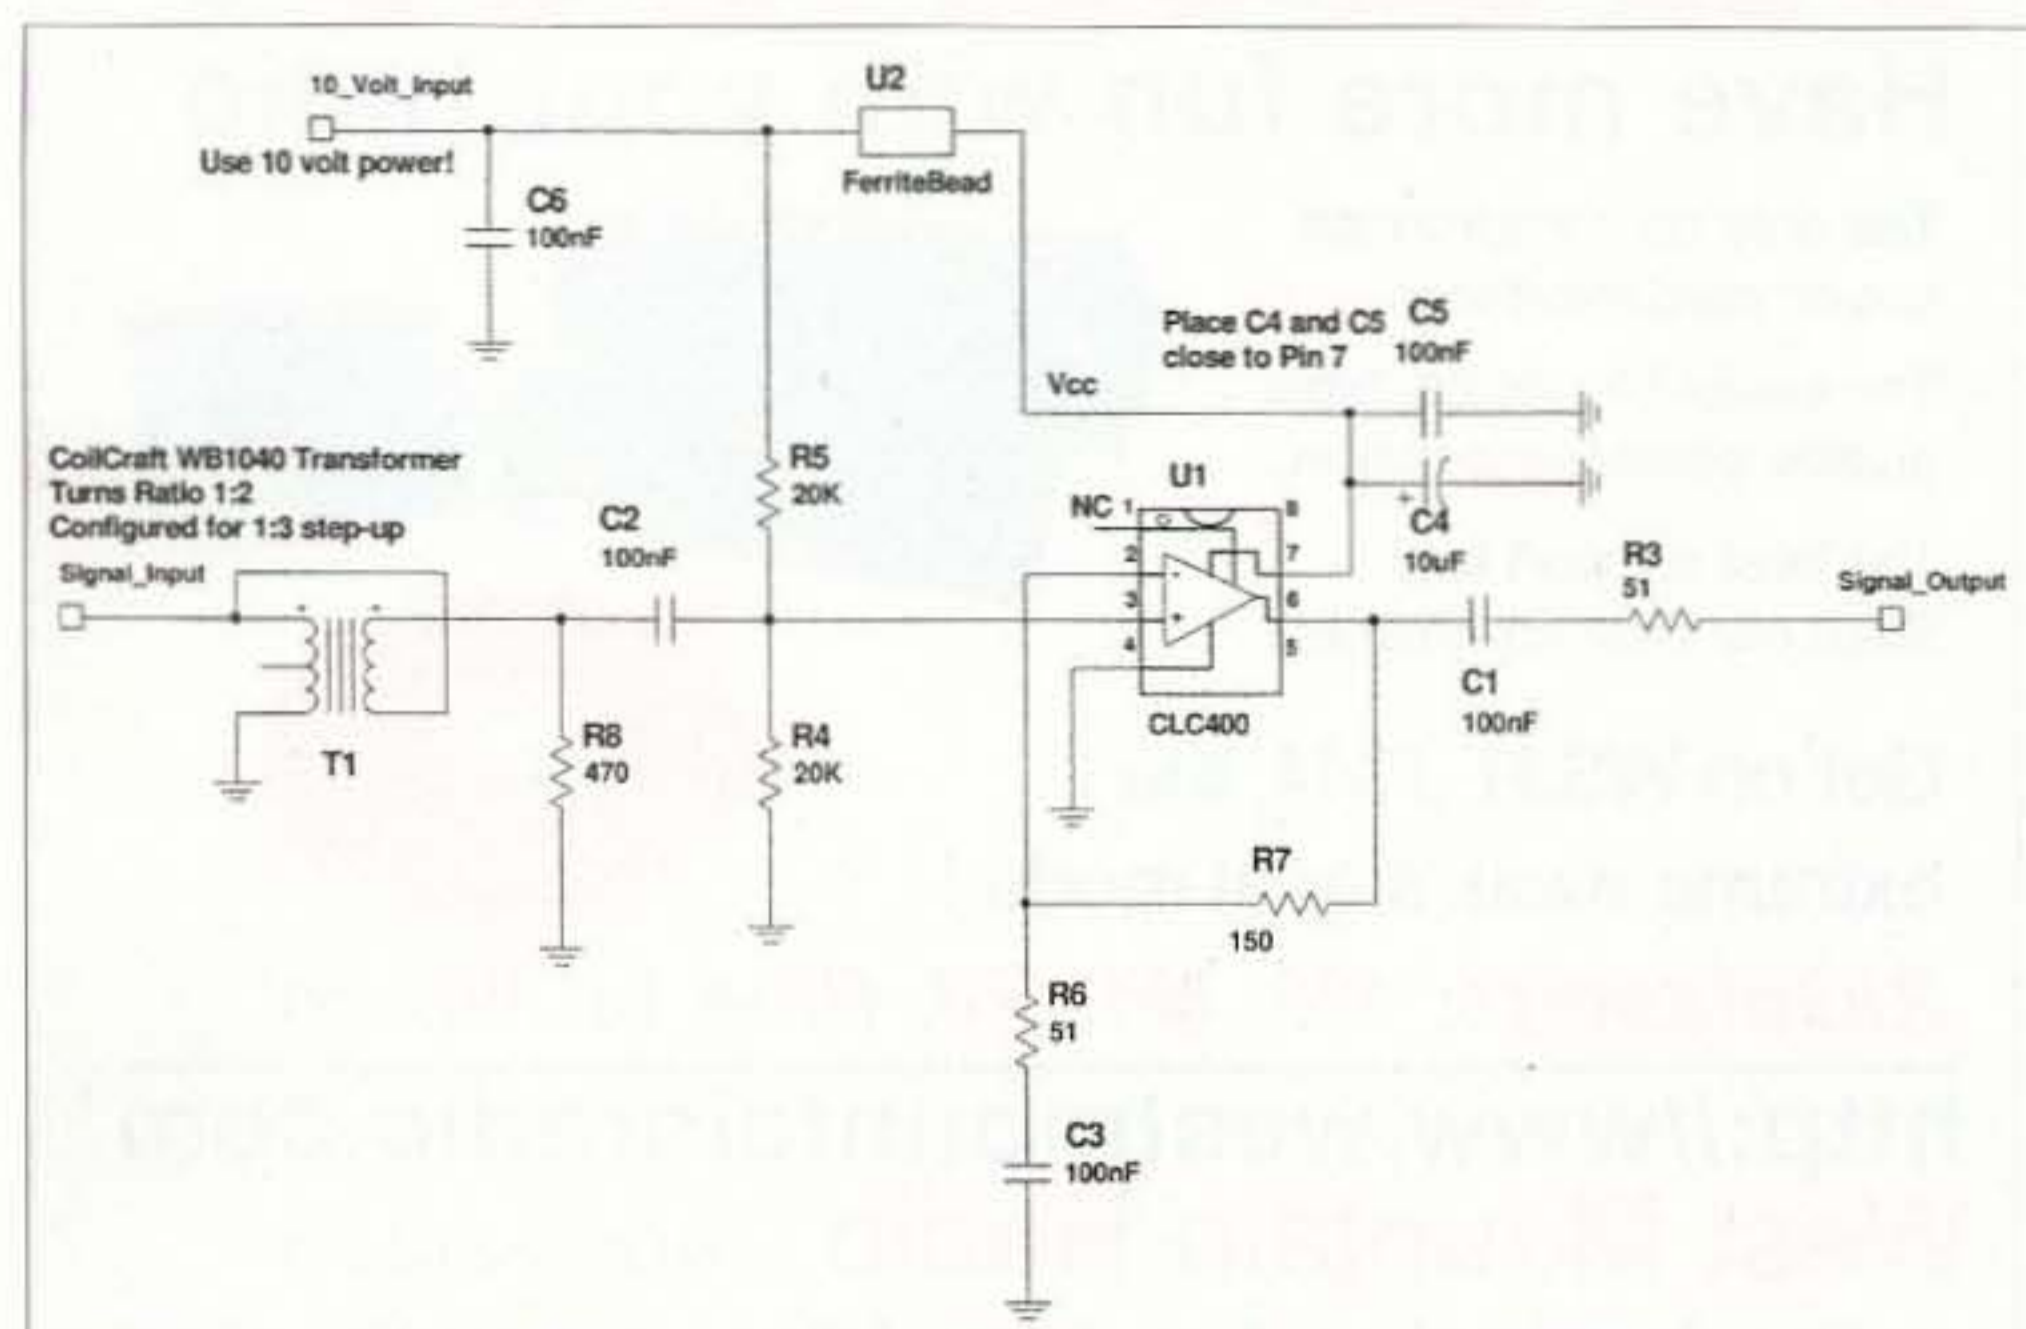 10_Volt_Input
Use 10 volt power!
U2
FerriteBead
C6
100nF
Place C4 and C5
close to Pin 7
C5
100nF
Vcc
CoilCraft WB1040 Transformer
Turns Ratio 1:2
Configured for 1:3 step-up
Signal_Input
C2
100nF
R5
20K
U1
NC
1
2
3
4
8
7
6
5
-
+
CLC400
+
C4
10uF
R3
51
Signal_Output
C1
100nF
T1
R8
470
R4
20K
R7
150
R6
51
C3
100nF